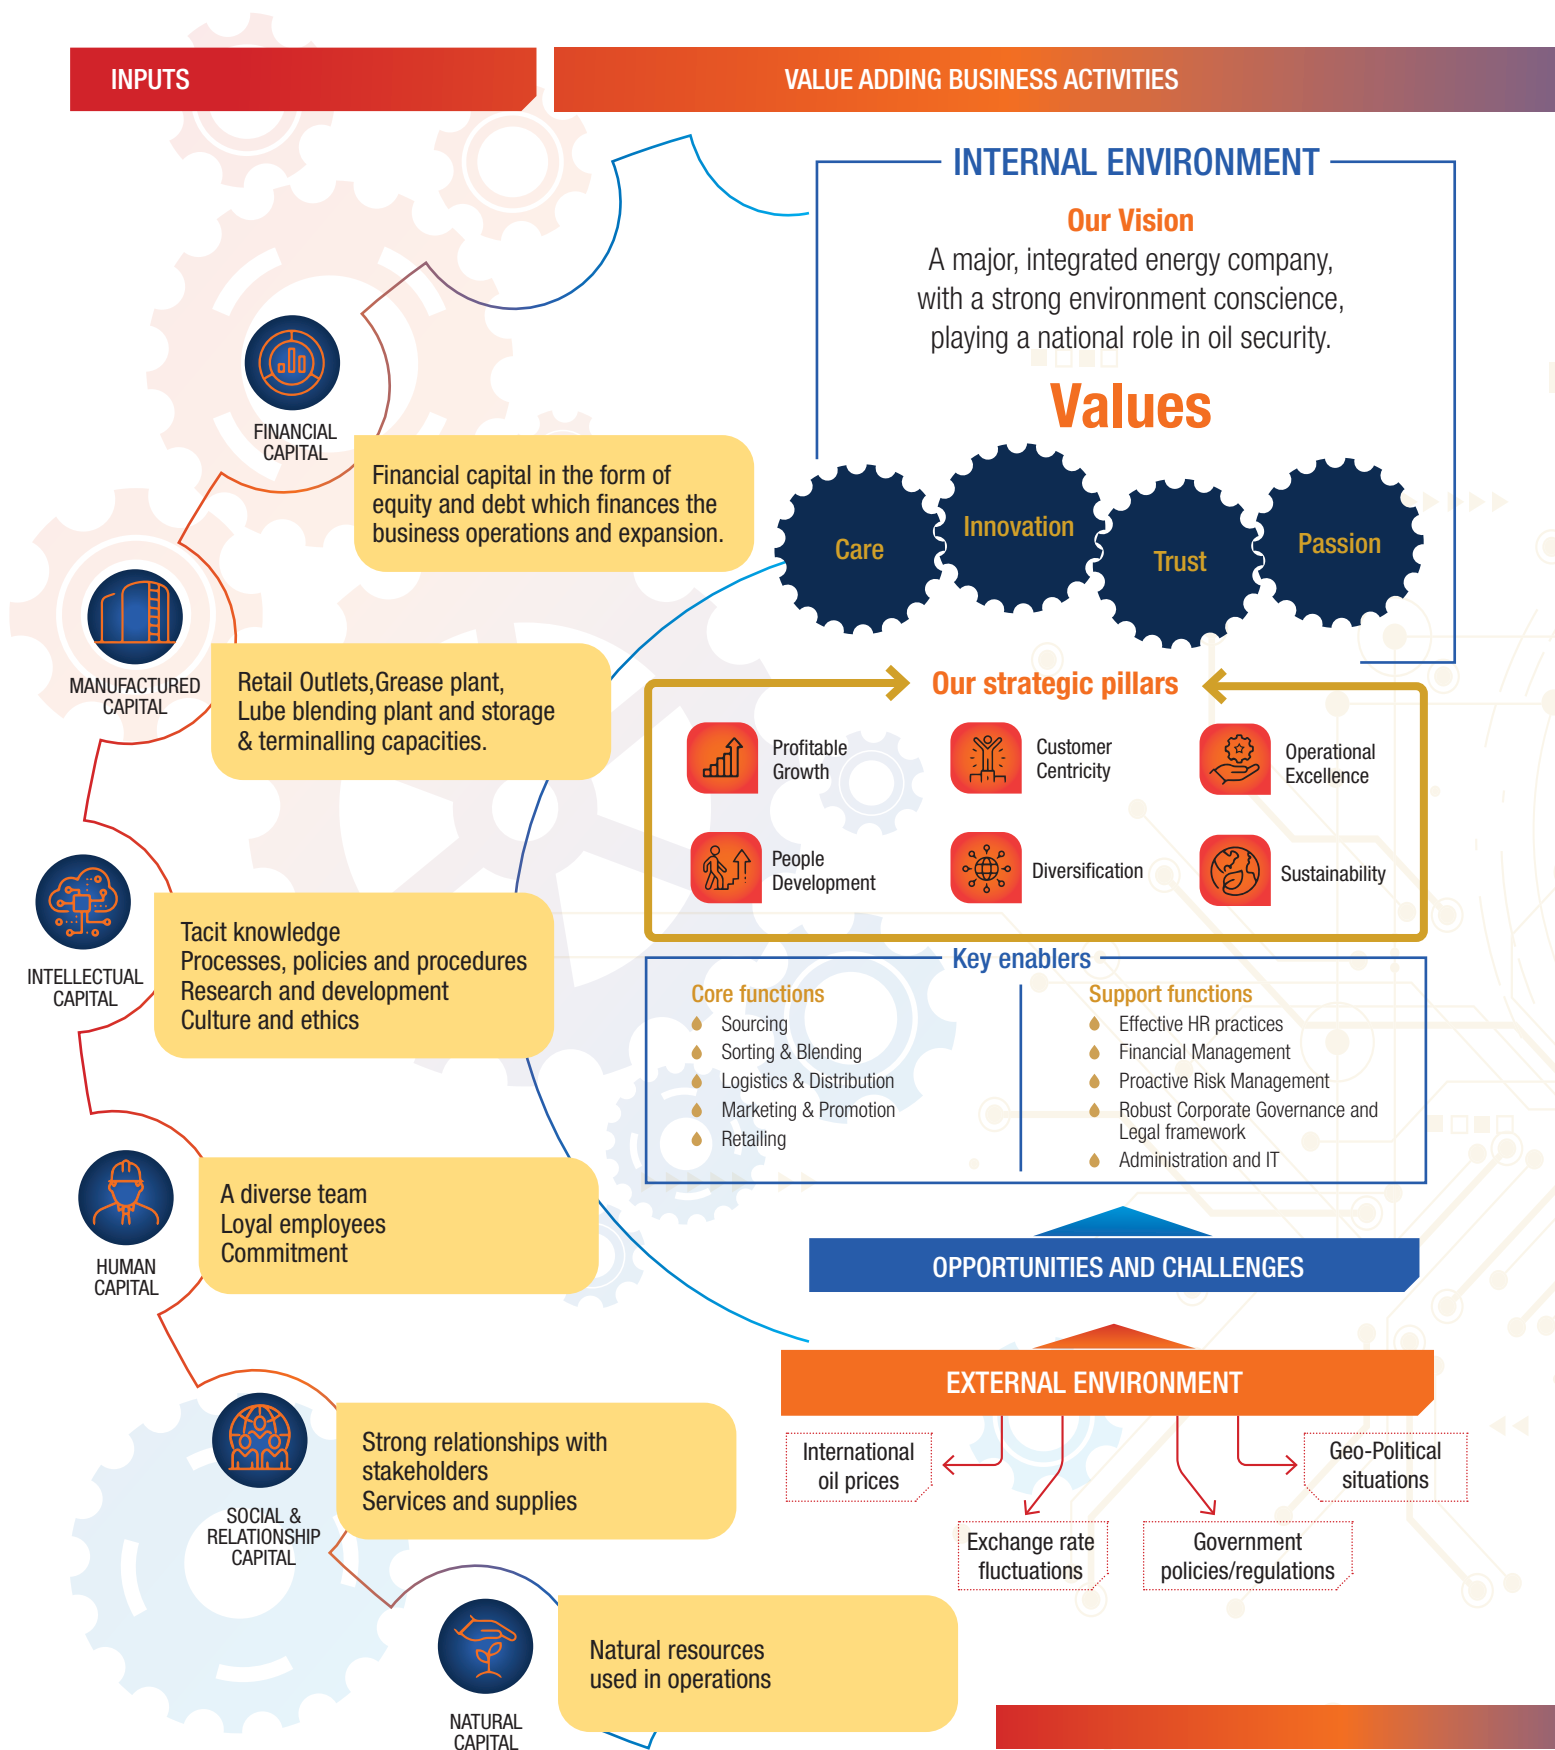 INPUTS
VALUE ADDING BUSINESS ACTIVITIES
FINANCIAL
CAPITAL
Financial capital in the form of
equity and debt which finances the
business operations and expansion.
MANUFACTURED
CAPITAL
Retail Outlets,Grease plant,
Lube blending plant and storage
& terminalling capacities.
INTELLECTUAL
CAPITAL
Tacit knowledge
Processes, policies and procedures
Research and development
Culture and ethics
HUMAN
CAPITAL
A diverse team
Loyal employees
Commitment
SOCIAL &
RELATIONSHIP
CAPITAL
Strong relationships with
stakeholders
Services and supplies
NATURAL
CAPITAL
Natural resources
used in operations
INTERNAL ENVIRONMENT
Our Vision
A major, integrated energy company,
with a strong environment conscience,
playing a national role in oil security.
Values
Care
Innovation
Trust
Passion
Our strategic pillars
Profitable
Growth
Customer
Centricity
Operational
Excellence
People
Development
Diversification
Sustainability
Key enablers
Core functions
Sourcing
Sorting & Blending
Logistics & Distribution
Marketing & Promotion
Retailing
Support functions
Effective HR practices
Financial Management
Proactive Risk Management
Robust Corporate Governance and
Legal framework
Administration and IT
OPPORTUNITIES AND CHALLENGES
EXTERNAL ENVIRONMENT
International
oil prices
Exchange rate
fluctuations
Government
policies/regulations
Geo-Political
situations